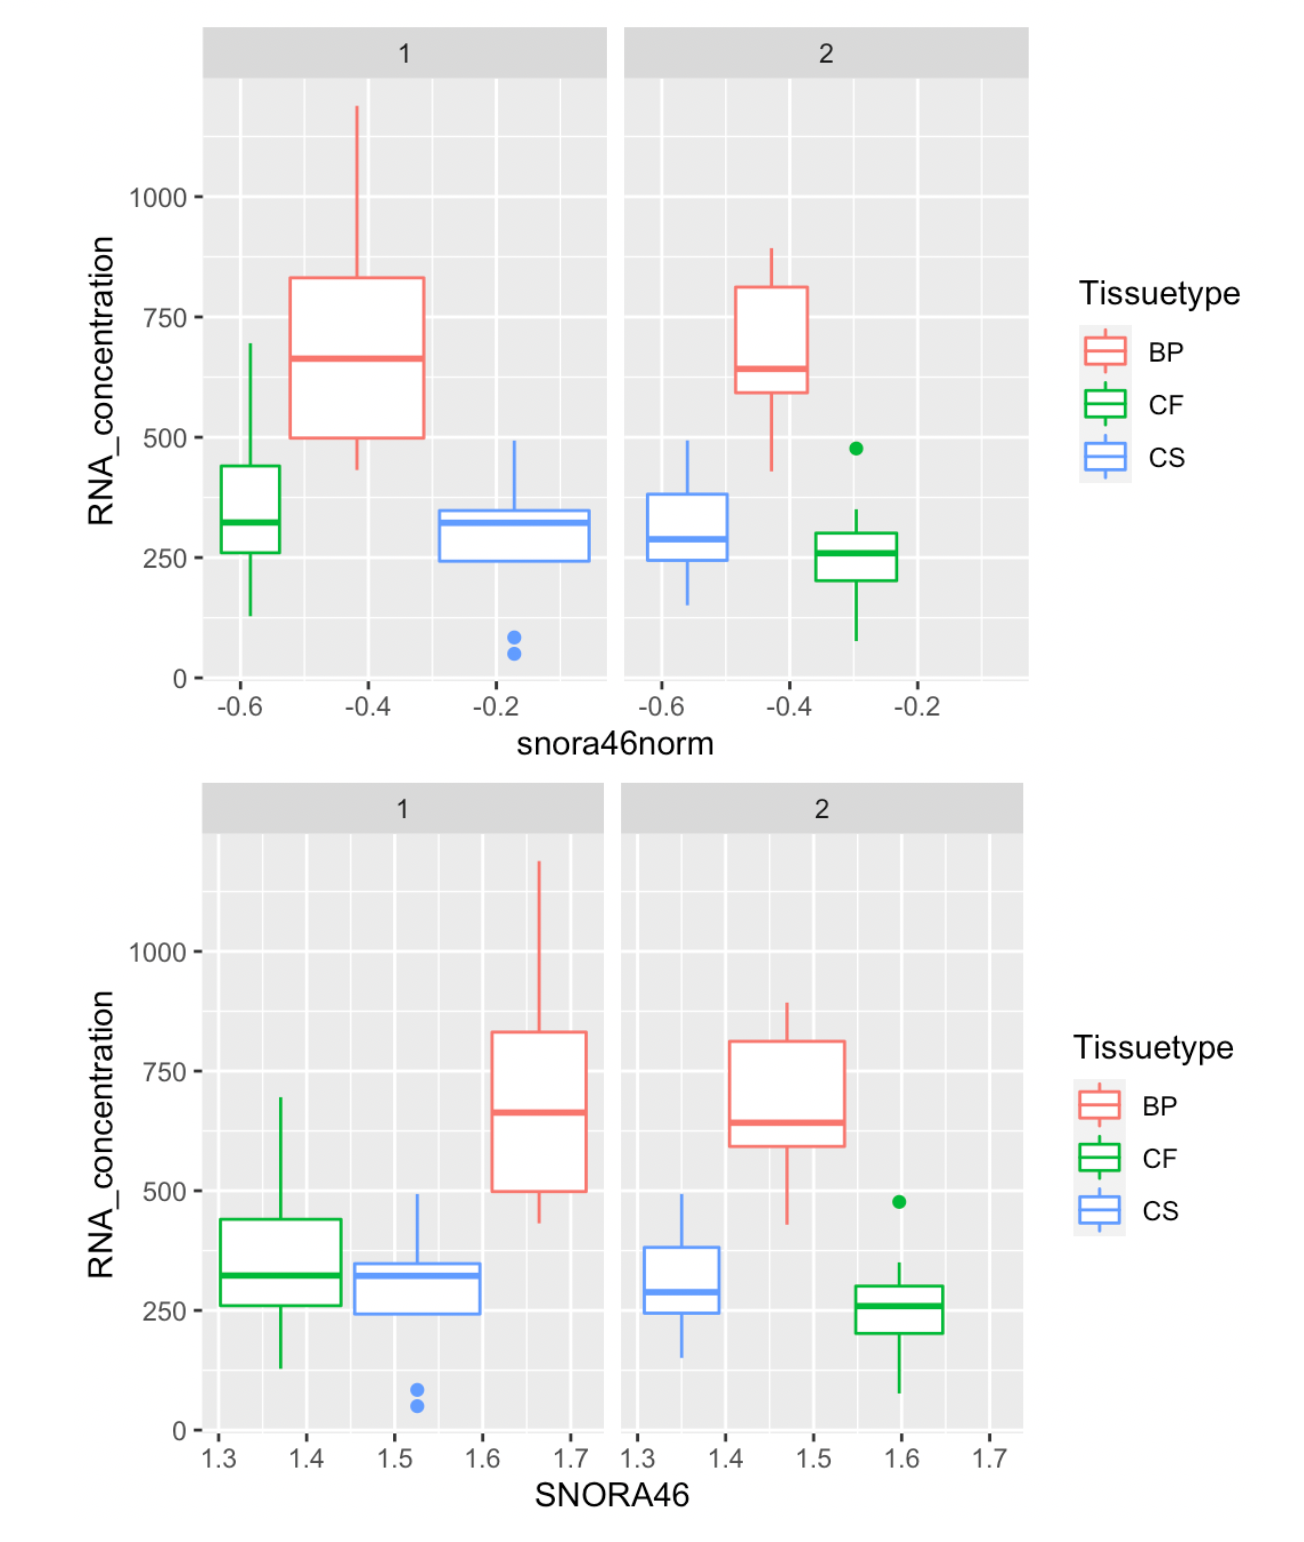 1 2
1000
750
500
250
0
RNA_concentration
-0.6 -0.4 -0.2 -0.6 -0.4 -0.2
snora46norm
Tissuetype
BP
CF
CS
1 2
1000
750
500
250
0
RNA_concentration
1.3 1.4 1.5 1.6 1.7 1.3 1.4 1.5 1.6 1.7
SNORA46
Tissuetype
BP
CF
CS